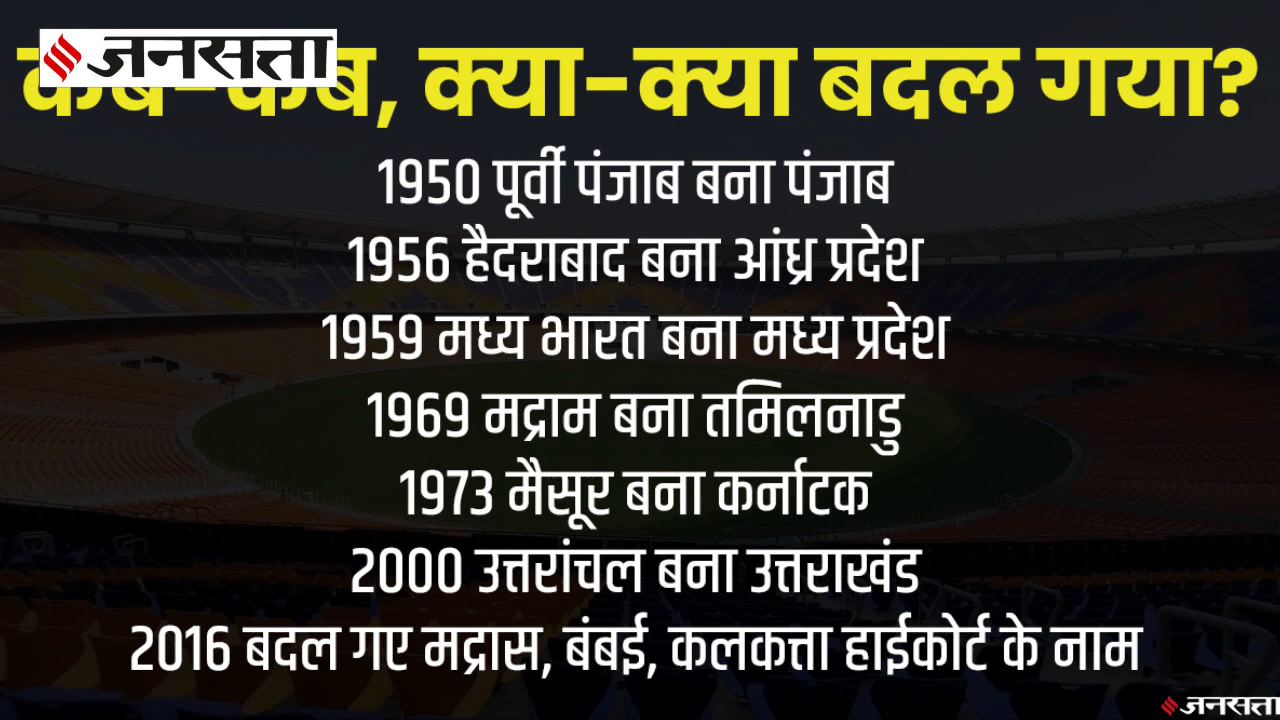 जनसत्ता
कब-कब, क्या-क्या बदल गया?
1950 पूर्वी पंजाब बना पंजाब
1956 हैदराबाद बना आंध्र प्रदेश
1959 मध्य भारत बना मध्य प्रदेश
1969 मद्राम बना तमिलनाडु
1973 मैसूर बना कर्नाटक
2000 उत्तरांचल बना उत्तराखंड
2016 बदल गए मद्रास, बंबई, कलकत्ता हाईकोर्ट के नाम
जनसत्ता